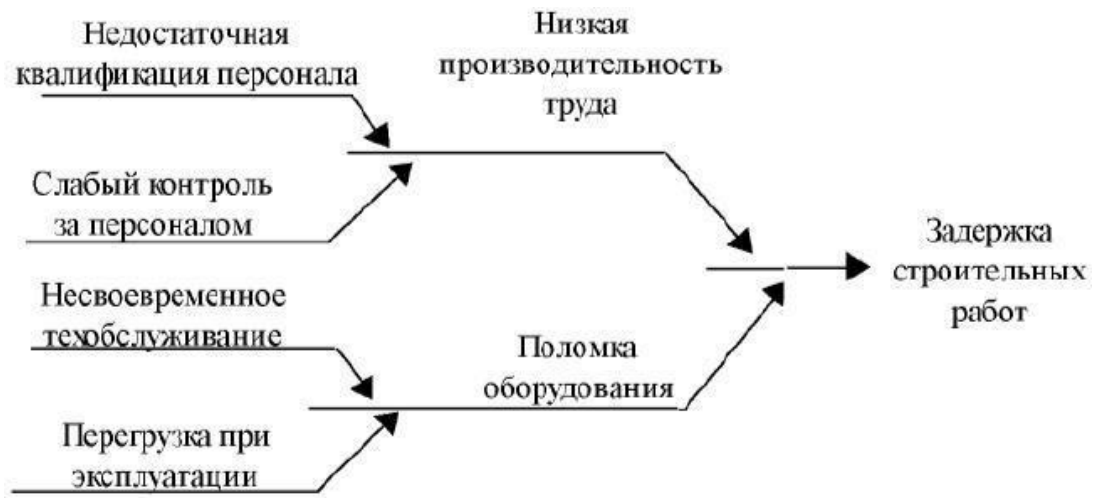 Недостаточная
квалификация персонала
Низкая
производительность
труда
Слабый контроль
за персоналом
Задержка
строительных
работ
Несвоевременное
техобслуживание
Поломка
оборудования
Перегрузка при
эксплуатации